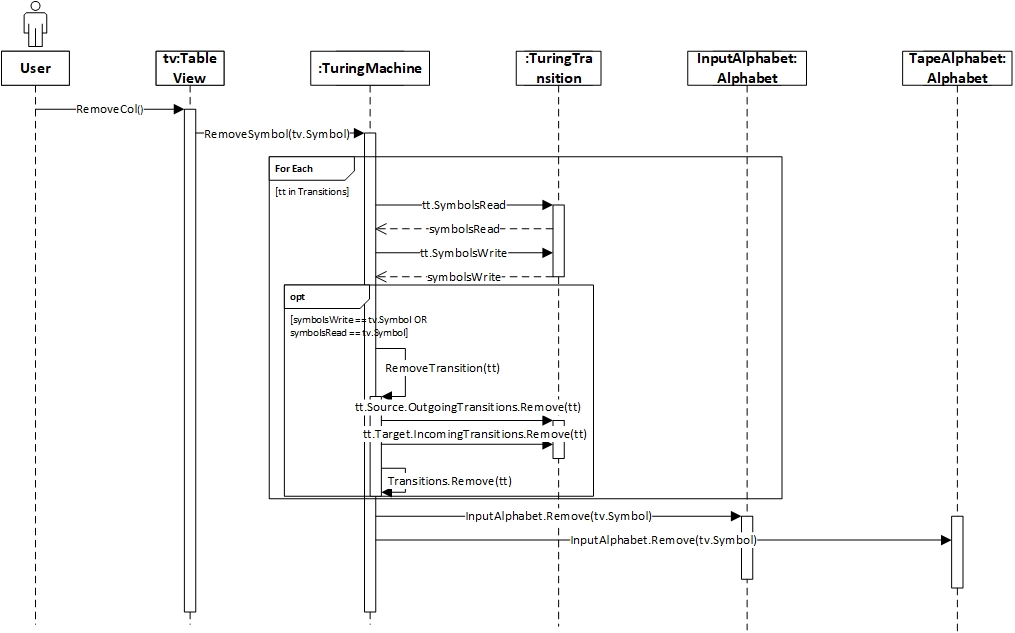 User
tv:Table
View
:TuringMachine
:TuringTra
nsition
InputAlphabet:
Alphabet
TapeAlphabet:
Alphabet
RemoveCol()
RemoveSymbol(tv.Symbol)
For Each
[tt in Transitions]
tt.SymbolsRead
symbolsRead
tt.SymbolsWrite
symbolsWrite
opt
[symbolsWrite == tv.Symbol OR
symbolsRead == tv.Symbol]
RemoveTransition(tt)
tt.Source.OutgoingTransitions.Remove(tt)
tt.Target.IncomingTransitions.Remove(tt)
Transitions.Remove(tt)
InputAlphabet.Remove(tv.Symbol)
InputAlphabet.Remove(tv.Symbol)